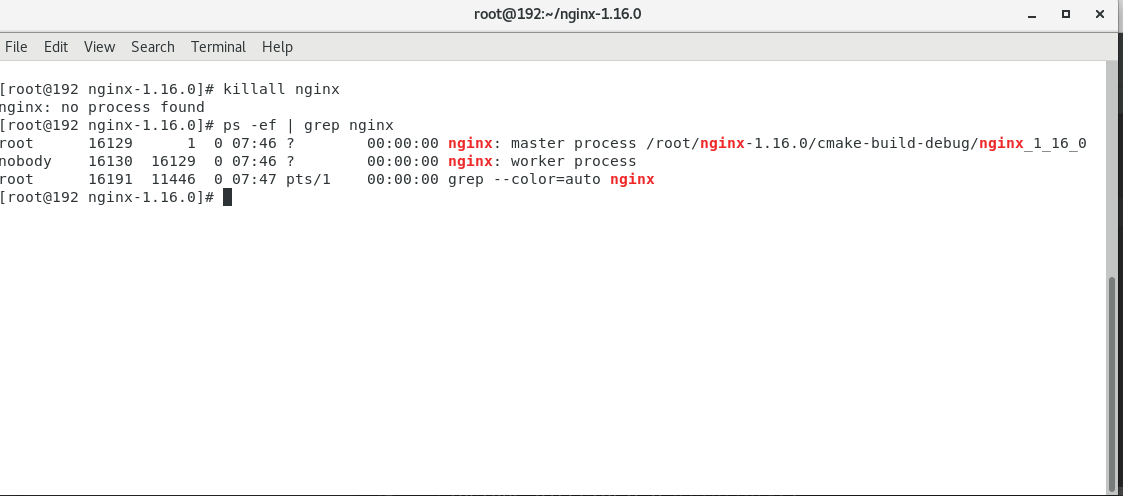 root@192:~/nginx-1.16.0
File Edit View Search Terminal Help
[root@192 nginx-1.16.0]# killall nginx
nginx: no process found
[root@192 nginx-1.16.0]# ps -ef | grep nginx
root      16129      1  0 07:46 ?        00:00:00 nginx: master process /root/nginx-1.16.0/cmake-build-debug/nginx_1_16_0
nobody    16130  16129  0 07:46 ?        00:00:00 nginx: worker process
root      16191  11446  0 07:47 pts/1    00:00:00 grep --color=auto nginx
[root@192 nginx-1.16.0]#